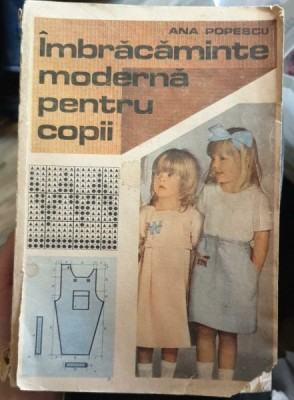 ANA POPESCU
Îmbrăcăminte
modernă
pentru
copii